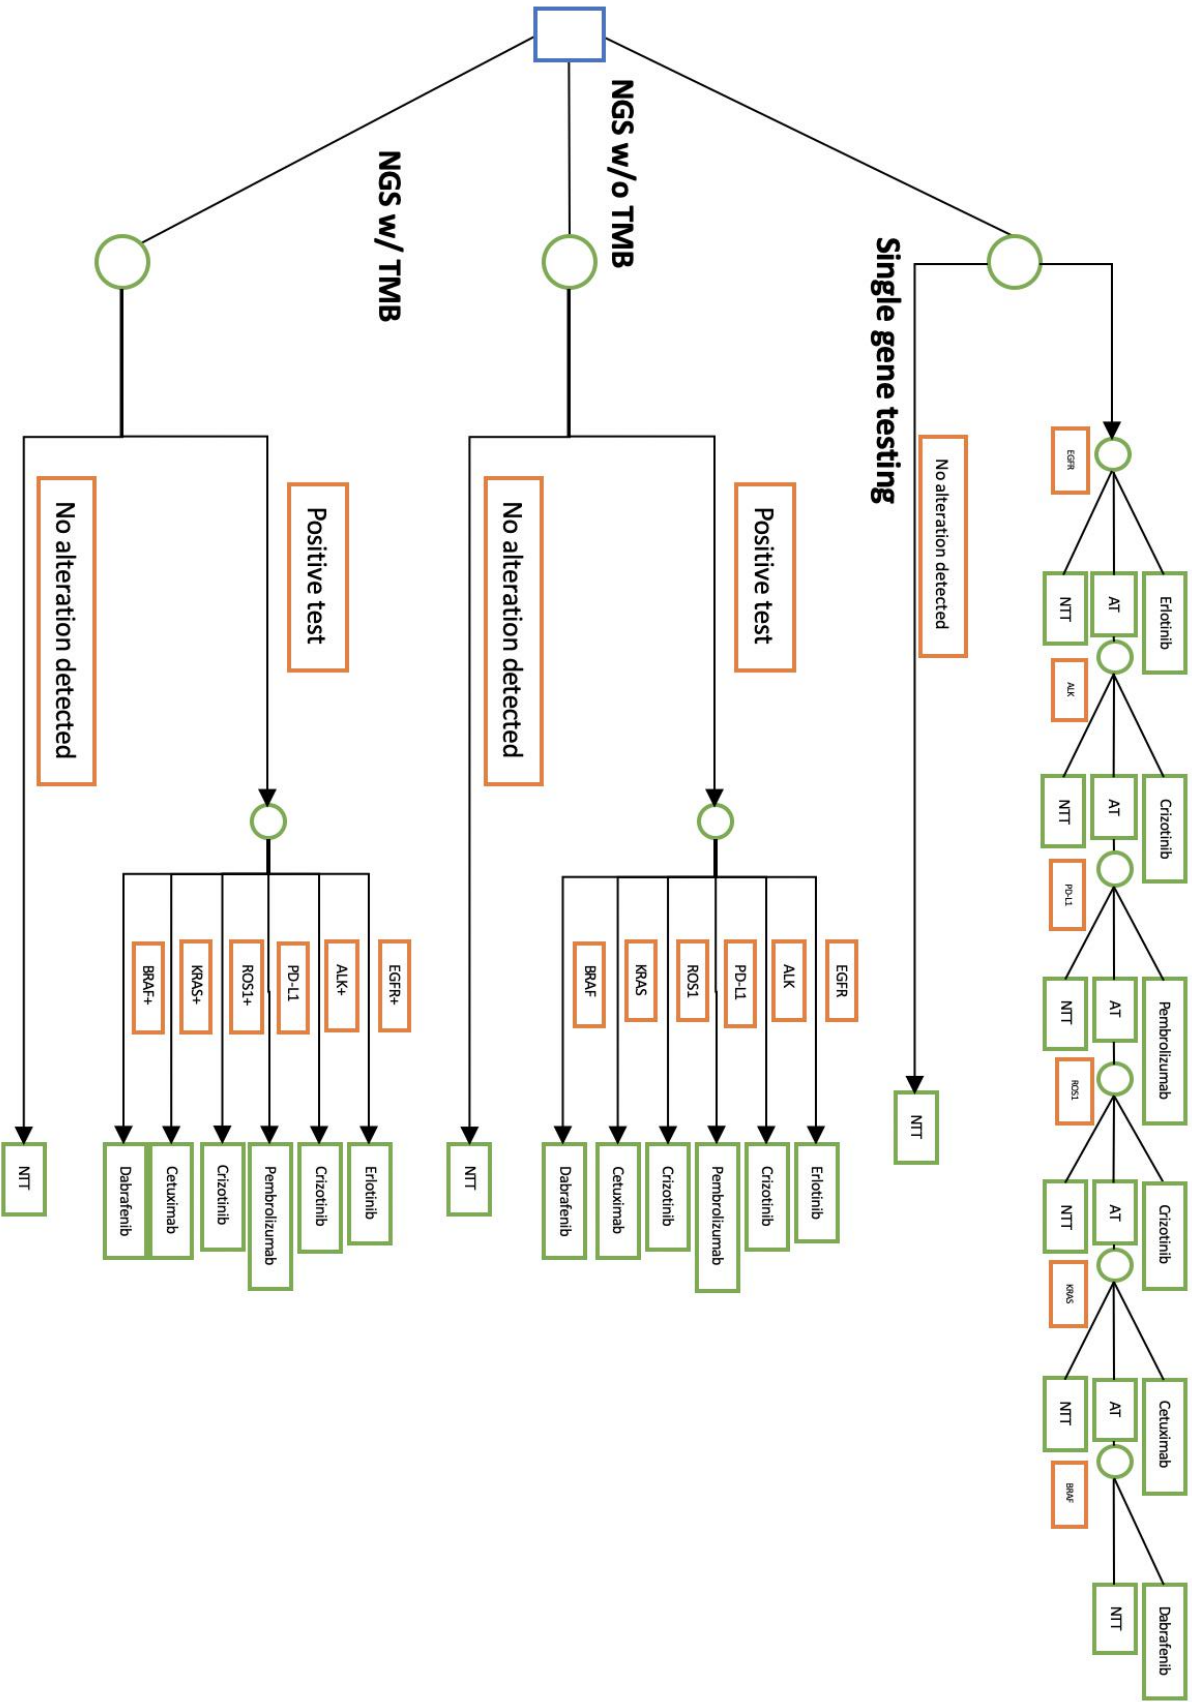 Single gene testing
EGFR
Erlotinib
AT
NTT
ALK
Crizotinib
AT
NTT
PD-L1
Pembrolizumab
AT
NTT
ROS1
Crizotinib
AT
NTT
KRAS
Cetuximab
AT
NTT
BRAF
Dabrafenib
NTT
No alteration detected
NTT
NGS w/o TMB
Positive test
EGFR
Erlotinib
ALK
Crizotinib
PD-L1
Pembrolizumab
ROS1
Crizotinib
KRAS
Cetuximab
BRAF
Dabrafenib
No alteration detected
NTT
NGS w/ TMB
Positive test
EGFR+
Erlotinib
ALK+
Crizotinib
PD-L1
Pembrolizumab
ROS1+
Crizotinib
KRAS+
Cetuximab
BRAF+
Dabrafenib
No alteration detected
NTT